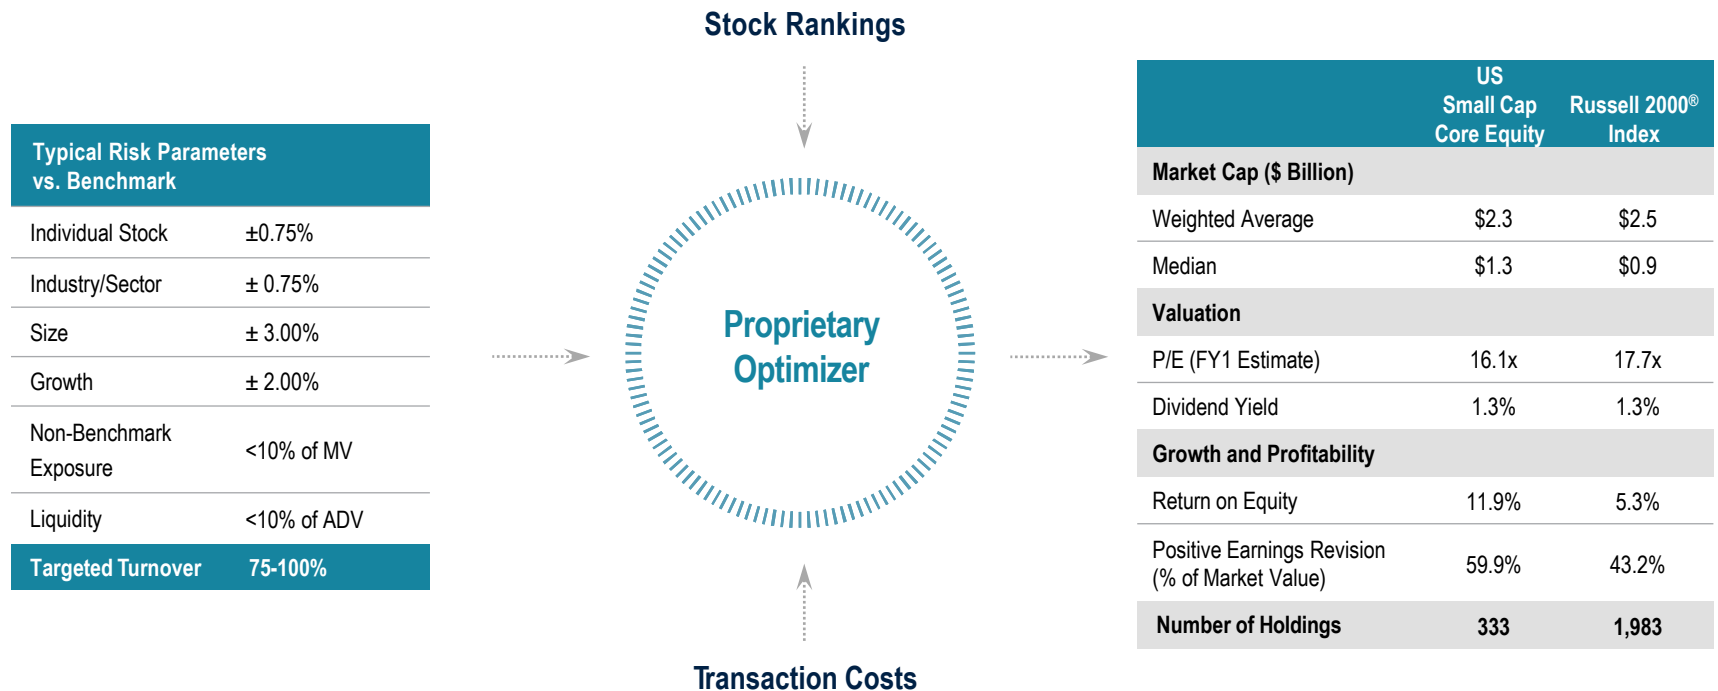 Stock Rankings
Typical Risk Parameters
vs. Benchmark
Individual Stock ±0.75%
Industry/Sector ± 0.75%
Size ± 3.00%
Growth ± 2.00%
Non-Benchmark
Exposure <10% of MV
Liquidity <10% of ADV
Targeted Turnover 75-100%
Proprietary
Optimizer
Transaction Costs
US
Small Cap
Core Equity
Russell 2000®
Index
Market Cap ($ Billion)
Weighted Average $2.3 $2.5
Median $1.3 $0.9
Valuation
P/E (FY1 Estimate) 16.1x 17.7x
Dividend Yield 1.3% 1.3%
Growth and Profitability
Return on Equity 11.9% 5.3%
Positive Earnings Revision
(% of Market Value) 59.9% 43.2%
Number of Holdings 333 1,983